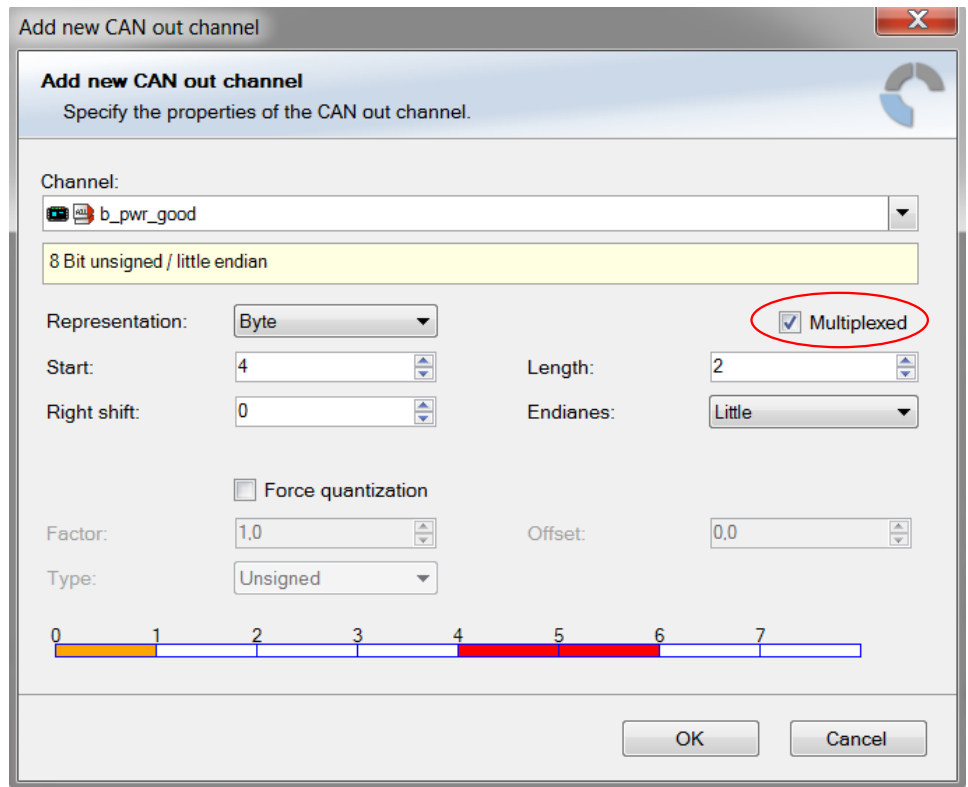 Add new CAN out channel
Add new CAN out channel
Specify the properties of the CAN out channel.
Channel:
b_pwr_good
8 Bit unsigned / little endian
Representation: Byte Multiplexed
Start: 4 Length: 2
Right shift: 0 Endianes: Little
Force quantization
Factor: 1,0 Offset: 0,0
Type: Unsigned
0 1 2 3 4 5 6 7
OK Cancel